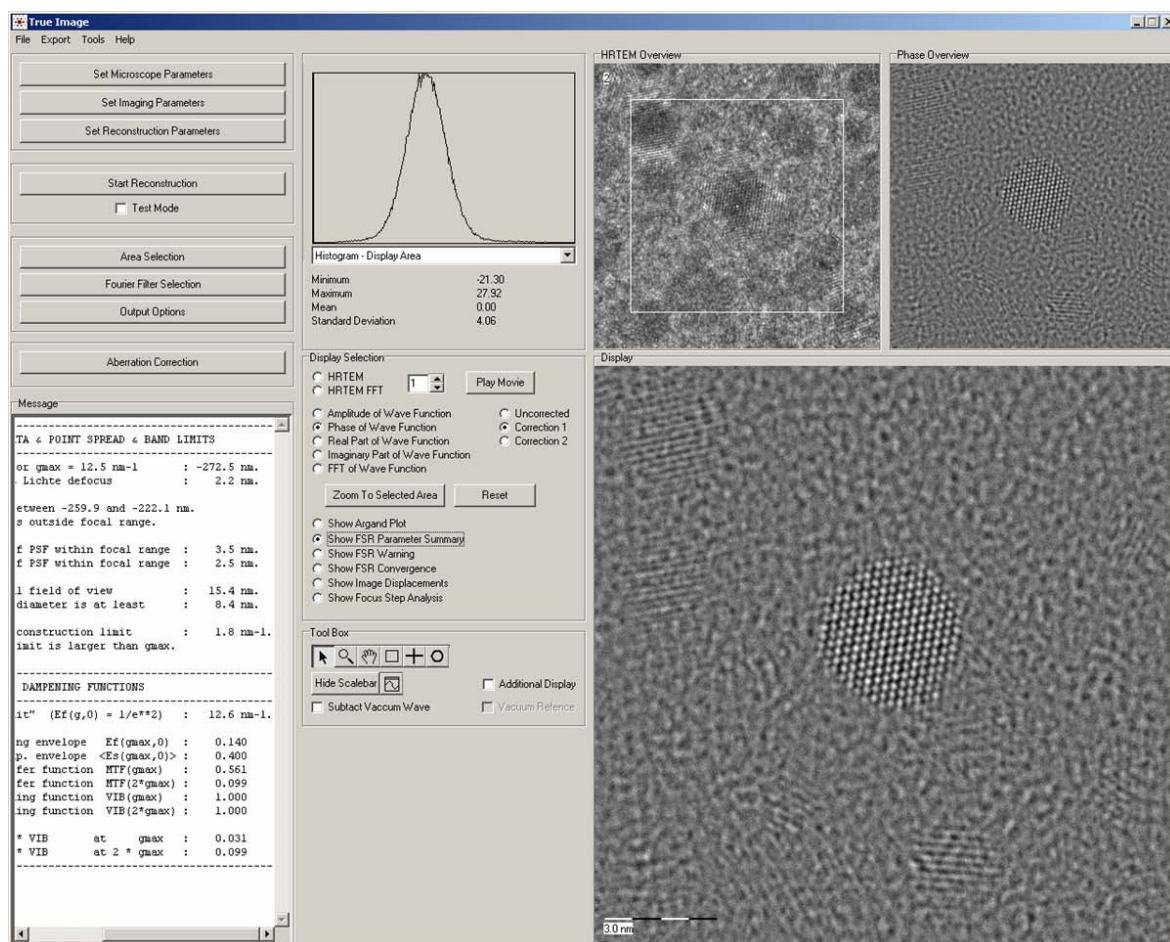 True Image
File Export Tools Help
Set Microscope Parameters
Set Imaging Parameters
Set Reconstruction Parameters
Start Reconstruction
Test Mode
Area Selection
Fourier Filter Selection
Output Options
Aberration Correction
Message
TA & POINT SPREAD & BAND LIMITS
or gmax = 12.5 nm-1 : -272.5 nm.
Lichte defocus : 2.2 nm.
etween -259.9 and -222.1 nm.
s outside focal range.
f PSF within focal range : 3.5 nm.
f PSF within focal range : 2.5 nm.
l field of view : 15.4 nm.
diameter is at least : 8.4 nm.
construction limit : 1.8 nm-1.
imit is larger than gmax.
DAMPENING FUNCTIONS
it" (Ef(g,0) = 1/e**2) : 12.6 nm-1.
ng envelope Ef(gmax,0) : 0.140
p. envelope <Es(gmax,0)> : 0.400
fer function MTF(gmax) : 0.561
fer function MTF(2*gmax) : 0.099
ing function VIB(gmax) : 1.000
ing function VIB(2*gmax) : 1.000
* VIB at gmax : 0.031
* VIB at 2 * gmax : 0.099
Histogram - Display Area
Minimum -21.30
Maximum 27.92
Mean 0.00
Standard Deviation 4.06
Display Selection
HRTEM
HRTEM FFT
1
Play Movie
Amplitude of Wave Function
Uncorrected
Phase of Wave Function
Correction 1
Real Part of Wave Function
Correction 2
Imaginary Part of Wave Function
FFT of Wave Function
Zoom To Selected Area
Reset
Show Argand Plot
Show FSR Parameter Summary
Show FSR Warning
Show FSR Convergence
Show Image Displacements
Show Focus Step Analysis
Tool Box
Hide Scalebar
Additional Display
Subtact Vaccum Wave
Vacuum Refence
HRTEM Overview
2
Phase Overview
Display
3.0 nm